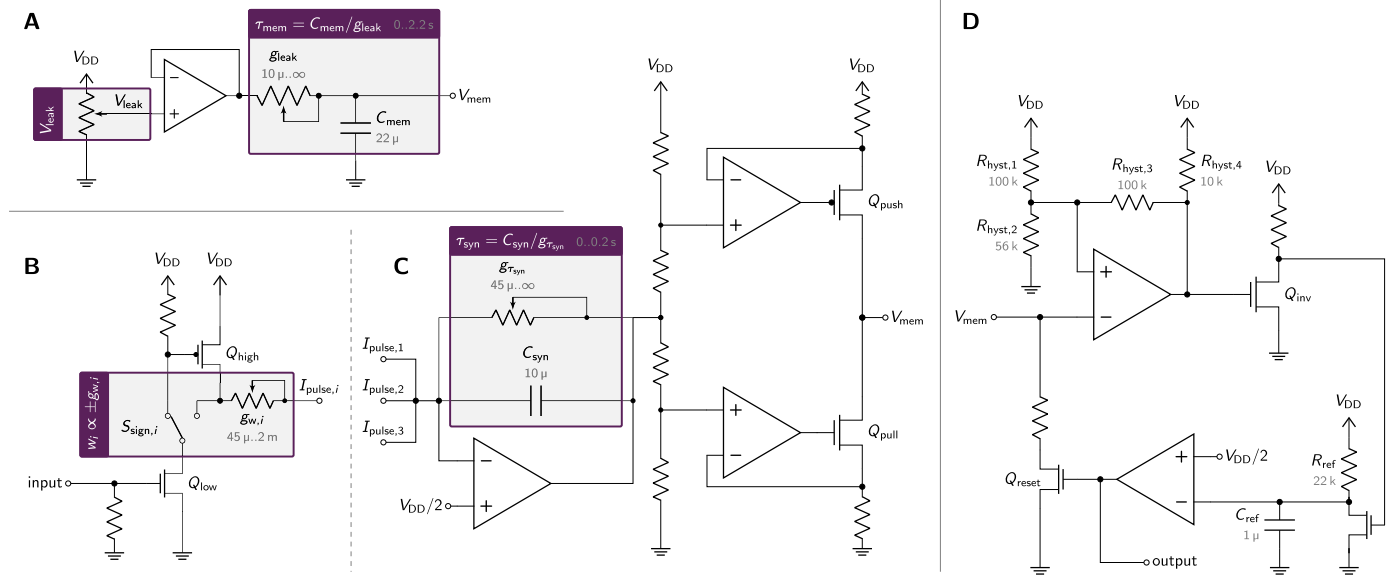 A
τmem = Cmem/gleak 0..2.2 s
VDD
gleak
10 µ..∞
Vleak
Vleak
−
+
Vmem
Cmem
22 µ
B
VDD
VDD
Qhigh
wi ∝ ±gw,i
Ssign,i
gw,i
45 µ..2 m
Ipulse,i
input
Qlow
C
τsyn = Csyn/gτsyn 0..0.2 s
gτsyn
45 µ..∞
Csyn
10 µ
Ipulse,1
Ipulse,2
Ipulse,3
−
+
VDD/2
VDD
VDD
−
+
Qpush
Vmem
+
−
Qpull
D
VDD
VDD
Rhyst,1
100 k
Rhyst,3
100 k
Rhyst,4
10 k
VDD
Rhyst,2
56 k
+
−
Qinv
Vmem
VDD
+
−
VDD/2
Rref
22 k
Qreset
Cref
1 µ
output